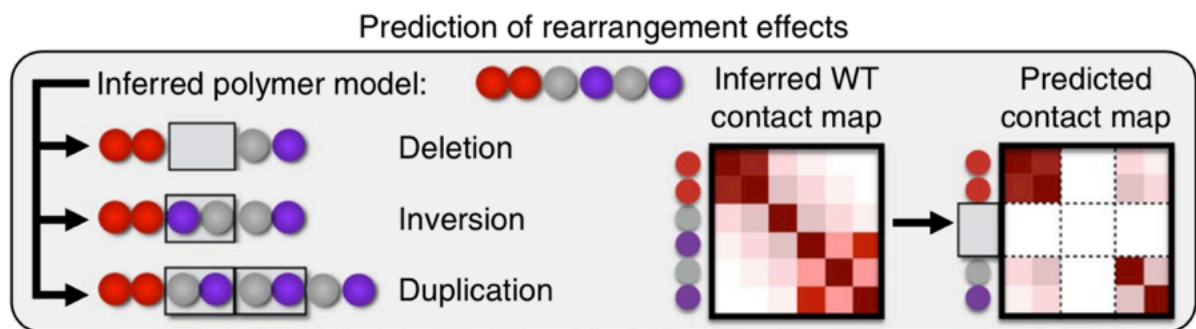 Prediction of rearrangement effects
Inferred polymer model:
Deletion
Inversion
Duplication
Inferred WT
contact map
Predicted
contact map